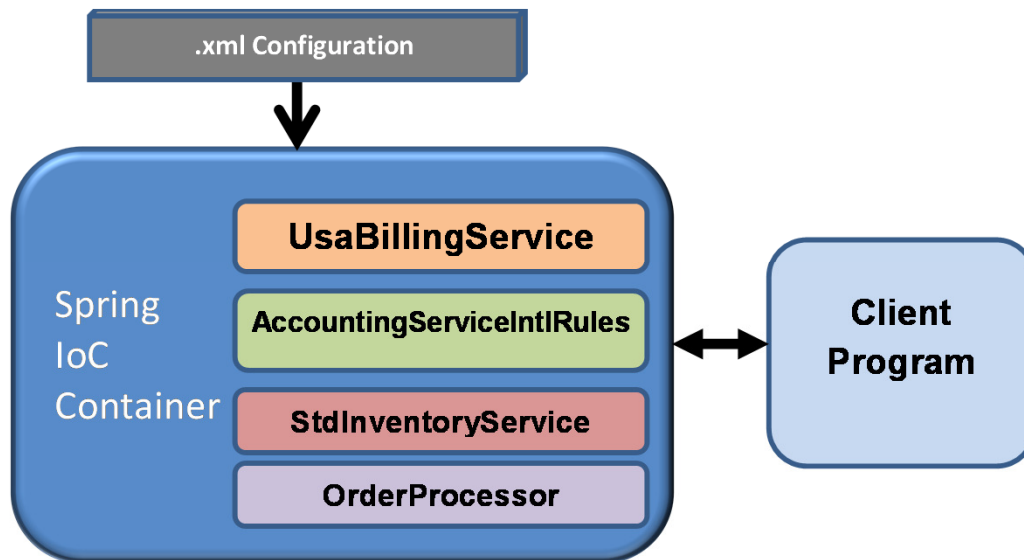 .xml Configuration
UsaBillingService
Spring
IoC
Container
AccountingServiceIntlRules
StdInventoryService
OrderProcessor
Client
Program